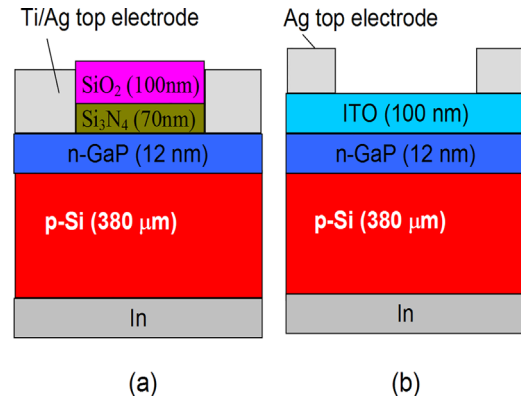 Ti/Ag top electrode
SiO₂ (100nm)
Si₃N₄ (70nm)
n-GaP (12 nm)
p-Si (380 μm)
In
(a)
Ag top electrode
ITO (100 nm)
n-GaP (12 nm)
p-Si (380 μm)
In
(b)